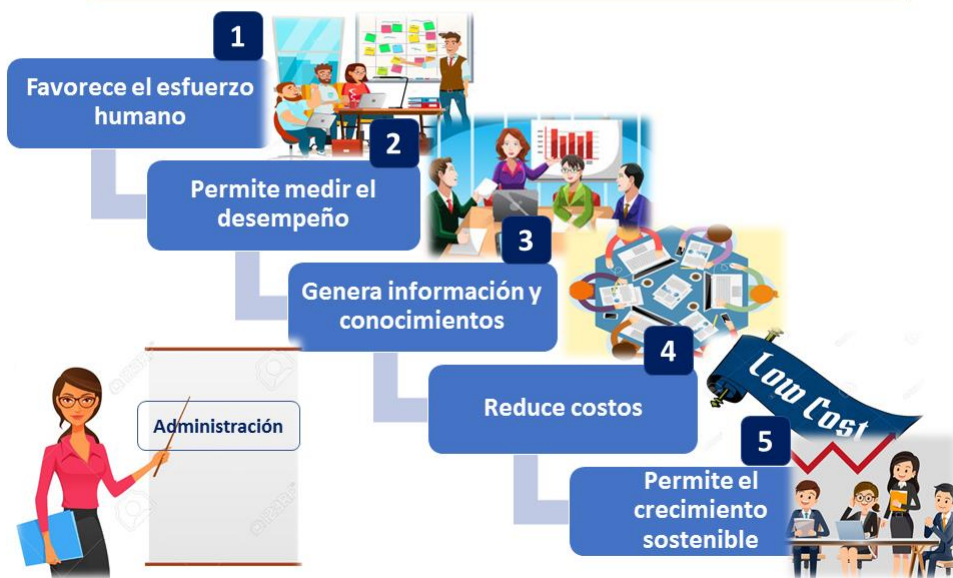 1
Favorece el esfuerzo
humano
2
Permite medir el
desempeño
3
Genera información y
conocimientos
4
Reduce costos
Low Cost
5
Permite el
crecimiento
sostenible
Administración